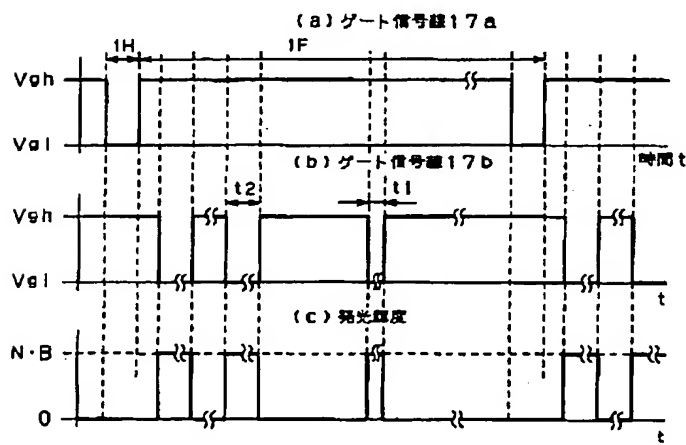 (a)ゲート信号線17a
1H
1F
Vgh
Vgl
時間t
(b)ゲート信号線17b
t2
t1
Vgh
Vgl
t
(c)発光輝度
N・B
0
t